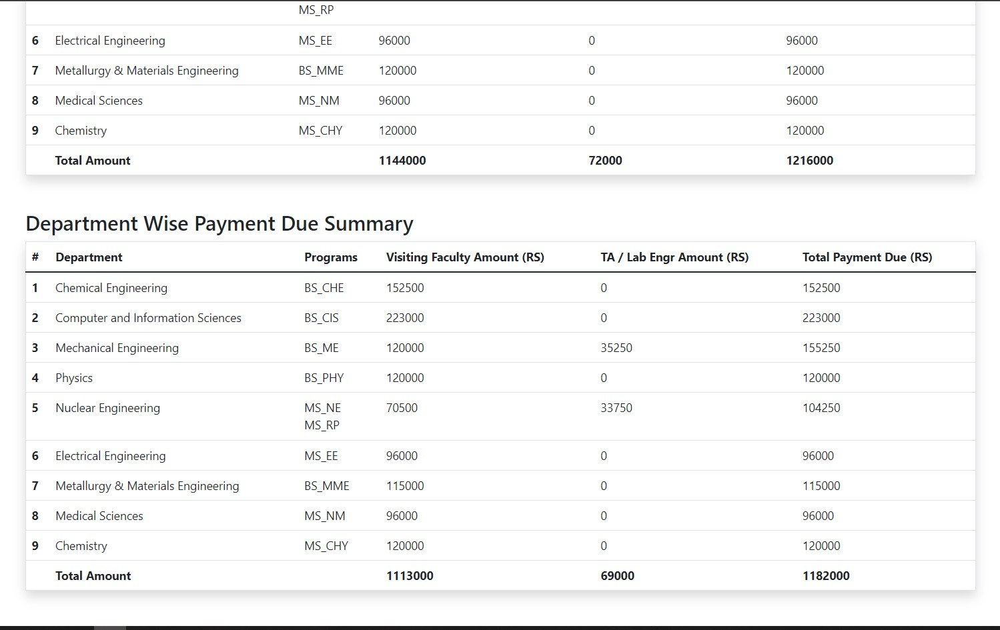 MS_RP
6 Electrical Engineering MS_EE 96000 0 96000
7 Metallurgy & Materials Engineering BS_MME 120000 0 120000
8 Medical Sciences MS_NM 96000 0 96000
9 Chemistry MS_CHY 120000 0 120000
Total Amount 1144000 72000 1216000
Department Wise Payment Due Summary
# Department Programs Visiting Faculty Amount (RS) TA / Lab Engr Amount (RS) Total Payment Due (RS)
1 Chemical Engineering BS_CHE 152500 0 152500
2 Computer and Information Sciences BS_CIS 223000 0 223000
3 Mechanical Engineering BS_ME 120000 35250 155250
4 Physics BS_PHY 120000 0 120000
5 Nuclear Engineering MS_NE 70500 33750 104250
MS_RP
6 Electrical Engineering MS_EE 96000 0 96000
7 Metallurgy & Materials Engineering BS_MME 115000 0 115000
8 Medical Sciences MS_NM 96000 0 96000
9 Chemistry MS_CHY 120000 0 120000
Total Amount 1113000 69000 1182000